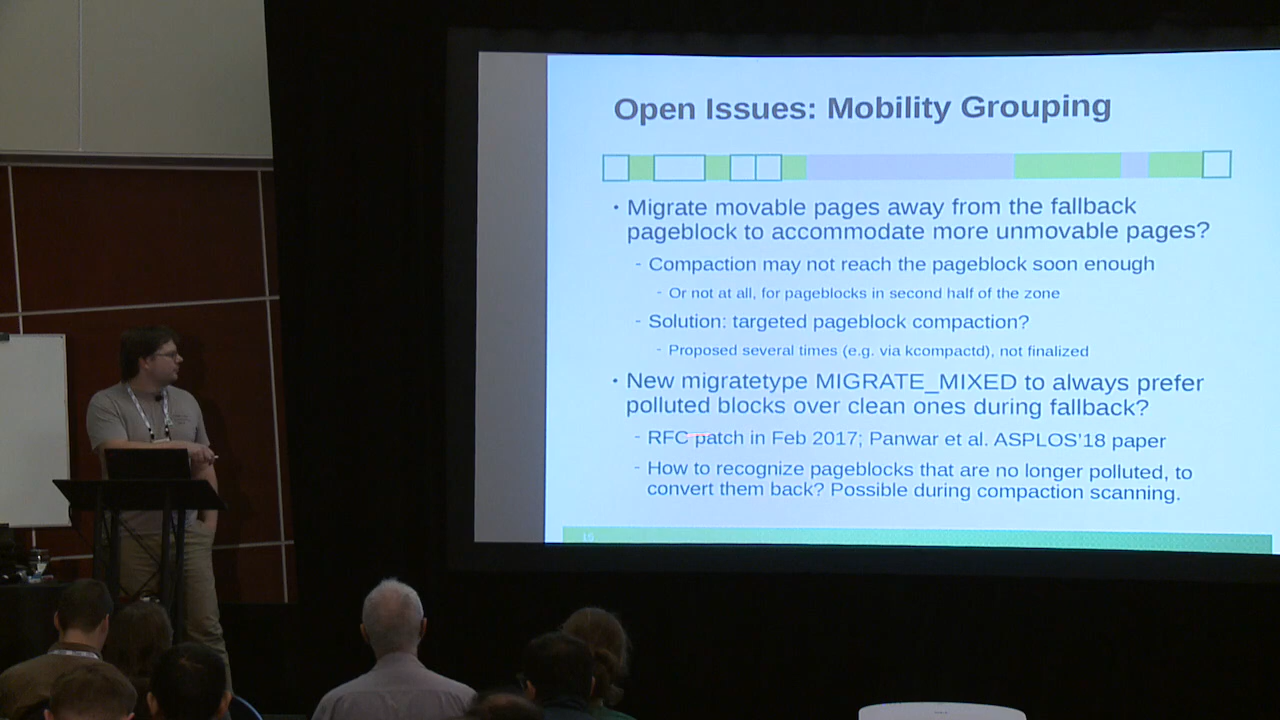 Open Issues: Mobility Grouping
• Migrate movable pages away from the fallback
pageblock to accommodate more unmovable pages?
- Compaction may not reach the pageblock soon enough
- Or not at all, for pageblocks in second half of the zone
- Solution: targeted pageblock compaction?
- Proposed several times (e.g. via kcompactd), not finalized
• New migratetype MIGRATE_MIXED to always prefer
polluted blocks over clean ones during fallback?
- RFC patch in Feb 2017; Panwar et al. ASPLOS'18 paper
- How to recognize pageblocks that are no longer polluted, to
convert them back? Possible during compaction scanning.
15